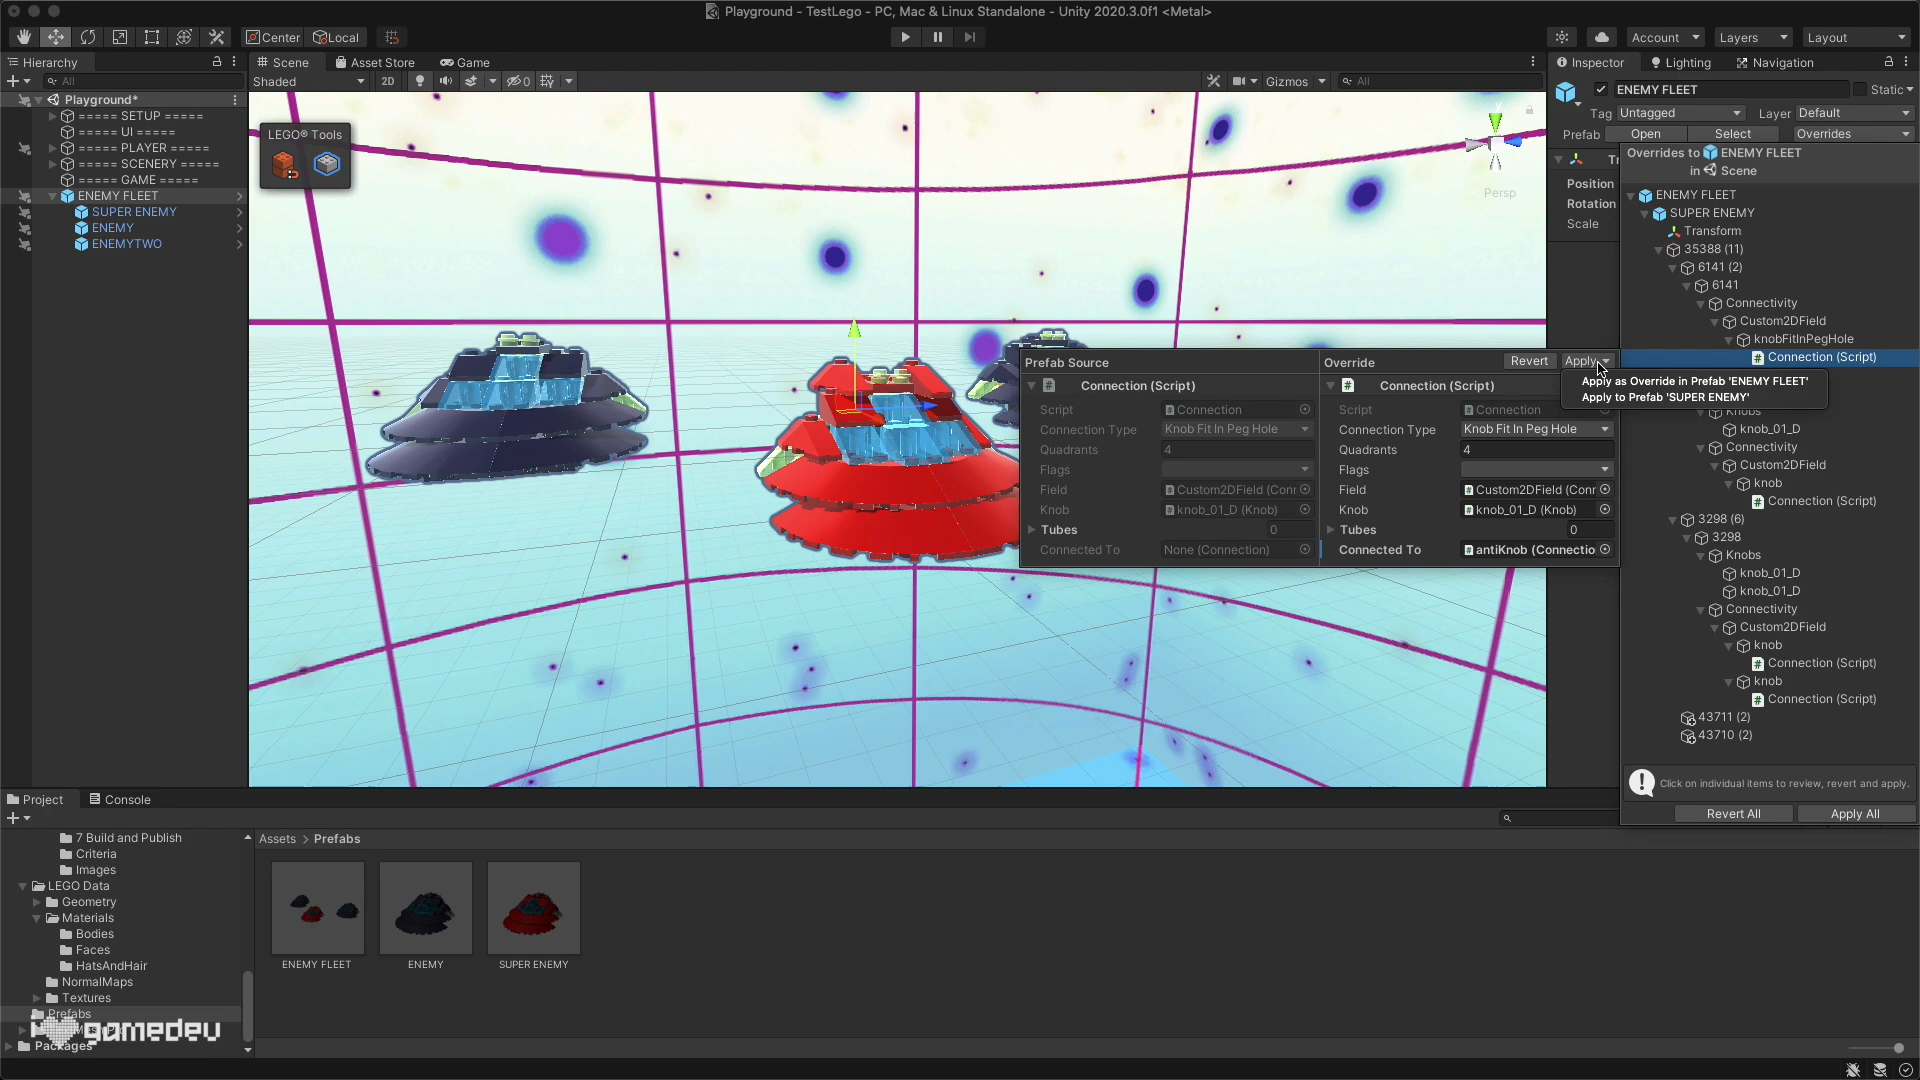 Playground - TestLego - PC, Mac & Linux Standalone - Unity 2020.3.0f1 <Metal>
Center
Local
Account
Layers
Layout
Hierarchy
All
Playground*
===== SETUP =====
===== UI =====
===== PLAYER =====
===== SCENERY =====
===== GAME =====
ENEMY FLEET
SUPER ENEMY
ENEMY
ENEMYTWO
Scene
Asset Store
Game
Shaded
2D
0
Gizmos
All
LEGO® Tools
y
Persp
Inspector
Lighting
Navigation
ENEMY FLEET
Static
Tag
Untagged
Layer
Default
Prefab
Open
Select
Overrides
Position
Rotation
Scale
Overrides to ENEMY FLEET
in Scene
ENEMY FLEET
SUPER ENEMY
Transform
35388 (11)
6141 (2)
6141
Connectivity
Custom2DField
knobFitInPegHole
Connection (Script)
Knobs
knob_01_D
Connectivity
Custom2DField
knob
Connection (Script)
3298 (6)
3298
Knobs
knob_01_D
knob_01_D
Connectivity
Custom2DField
knob
Connection (Script)
knob
Connection (Script)
43711 (2)
43710 (2)
Click on individual items to review, revert and apply.
Revert All
Apply All
Prefab Source
Connection (Script)
Script
Connection
Connection Type
Knob Fit In Peg Hole
Quadrants
4
Flags
Field
Custom2DField (Conr
Knob
knob_01_D (Knob)
Tubes
0
Connected To
None (Connection)
Override
Revert
Apply
Connection (Script)
Script
Connection
Connection Type
Knob Fit In Peg Hole
Quadrants
4
Flags
Field
Custom2DField (Conr
Knob
knob_01_D (Knob)
Tubes
0
Connected To
antiKnob (Connectio
Apply as Override in Prefab 'ENEMY FLEET'
Apply to Prefab 'SUPER ENEMY'
Project
Console
7 Build and Publish
Criteria
Images
LEGO Data
Geometry
Materials
Bodies
Faces
HatsAndHair
NormalMaps
Textures
Prefabs
Packages
Assets > Prefabs
ENEMY FLEET
ENEMY
SUPER ENEMY
i gamedev